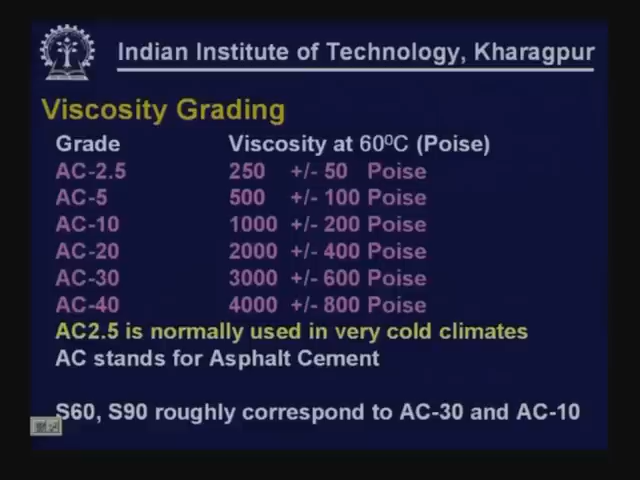 Indian Institute of Technology, Kharagpur
Viscosity Grading
Grade Viscosity at 60⁰C (Poise)
AC-2.5 250 +/- 50 Poise
AC-5 500 +/- 100 Poise
AC-10 1000 +/- 200 Poise
AC-20 2000 +/- 400 Poise
AC-30 3000 +/- 600 Poise
AC-40 4000 +/- 800 Poise
AC2.5 is normally used in very cold climates
AC stands for Asphalt Cement
S60, S90 roughly correspond to AC-30 and AC-10